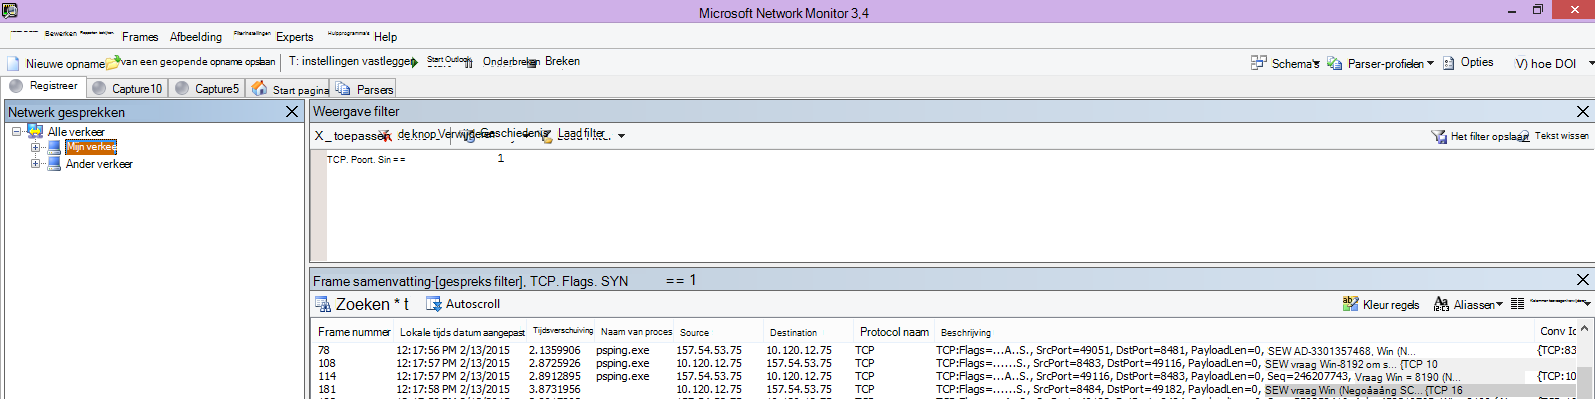 Microsoft Network Monitor 3,4
Bewerken Rapporten bekijken Frames Afbeelding Filterinstellingen Experts Hulpprogramma's Help
Nieuwe opname van een geopende opname opslaan T: instellingen vastleggen Start Outlook Onderbreken Breken Schema's Parser-profielen Opties V) hoe DOI
Registreer Capture10 Capture5 Start pagina Parsers
Netwerk gesprekken
Alle verkeer
Mijn verkee
Ander verkeer
Weergave filter
X_ toepassen de knop Verwijderen Geschiedenis Laad filter Het filter opslaan Tekst wissen
TCP. Poort. Sin == 1
Frame samenvatting-[gespreks filter], TCP. Flags. SYN == 1
Zoeken * t Autoscroll Kleur regels Aliassen
Frame nummer Lokale tijds datum aangepast Tijdsverschuiving Naam van proces Source Destination Protocol naam Beschrijving Conv Id
78 12:17:56 PM 2/13/2015 2.1359906 psping.exe 157.54.53.75 10.120.12.75 TCP TCP:Flags=...A..S., SrcPort=49051, DstPort=8481, PayloadLen=0, SEW AD-3301357468, Win (N... {TCP:83
108 12:17:57 PM 2/13/2015 2.8725926 psping.exe 10.120.12.75 157.54.53.75 TCP TCP:Flags=......S., SrcPort=8483, DstPort=49116, PayloadLen=0, SEW vraag Win-8192 om s... {TCP 10
114 12:17:57 PM 2/13/2015 2.8912895 psping.exe 157.54.53.75 10.120.12.75 TCP TCP:Flags=...A..S., SrcPort=49116, DstPort=8483, PayloadLen=0, Seq=246207743, Vraag Win = 8190 (N... {TCP:10
181 12:17:58 PM 2/13/2015 3.8731956 10.120.12.75 157.54.53.75 TCP TCP:Flags=......S., SrcPort=8484, DstPort=49182, PayloadLen=0, SEW vraag Win (Negoåaång SC... {TCP 16